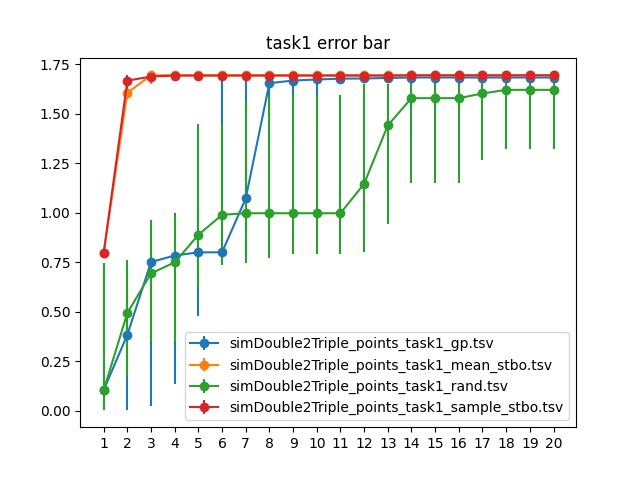 task1 error bar
1.75
1.50
1.25
1.00
0.75
0.50
0.25
0.00
simDouble2Triple_points_task1_gp.tsv
simDouble2Triple_points_task1_mean_stbo.tsv
simDouble2Triple_points_task1_rand.tsv
simDouble2Triple_points_task1_sample_stbo.tsv
1 2 3 4 5 6 7 8 9 10 11 12 13 14 15 16 17 18 19 20